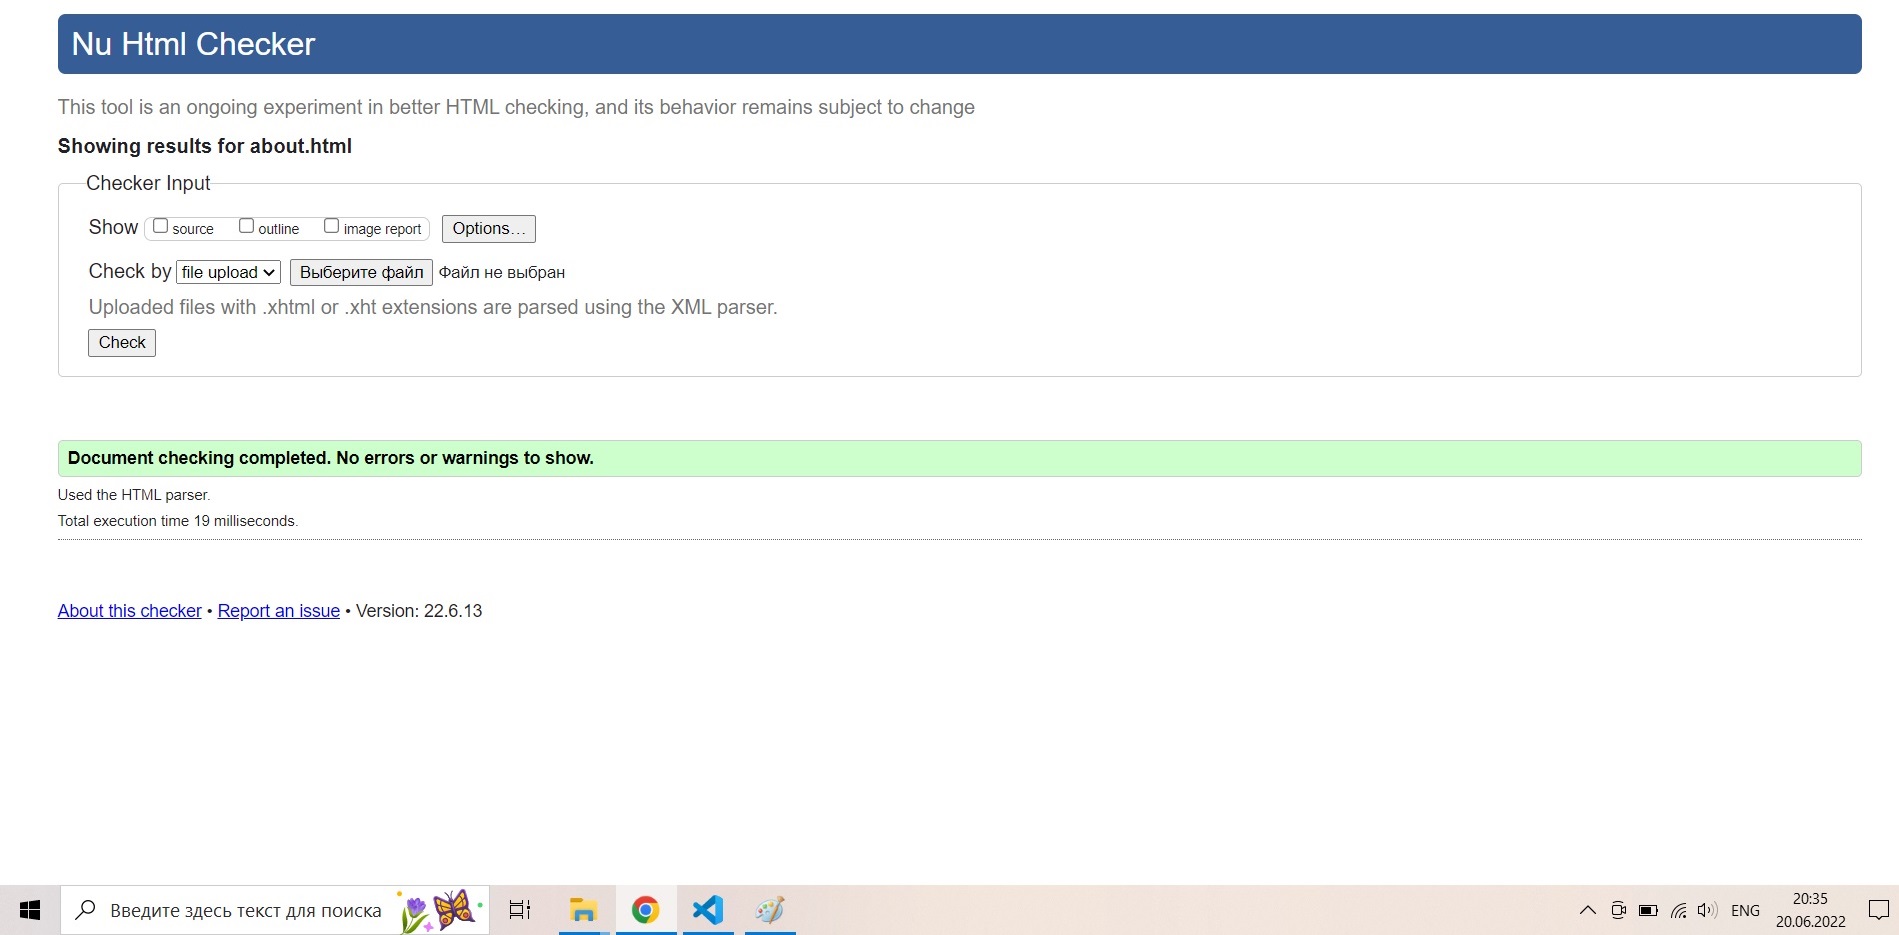 Nu Html Checker
This tool is an ongoing experiment in better HTML checking, and its behavior remains subject to change
Showing results for about.html
Checker Input
Show source outline image report Options...
Check by file upload Выберите файл Файл не выбран
Uploaded files with .xhtml or .xht extensions are parsed using the XML parser.
Check
Document checking completed. No errors or warnings to show.
Used the HTML parser.
Total execution time 19 milliseconds.
About this checker • Report an issue • Version: 22.6.13
Введите здесь текст для поиска
ENG
20:35
20.06.2022